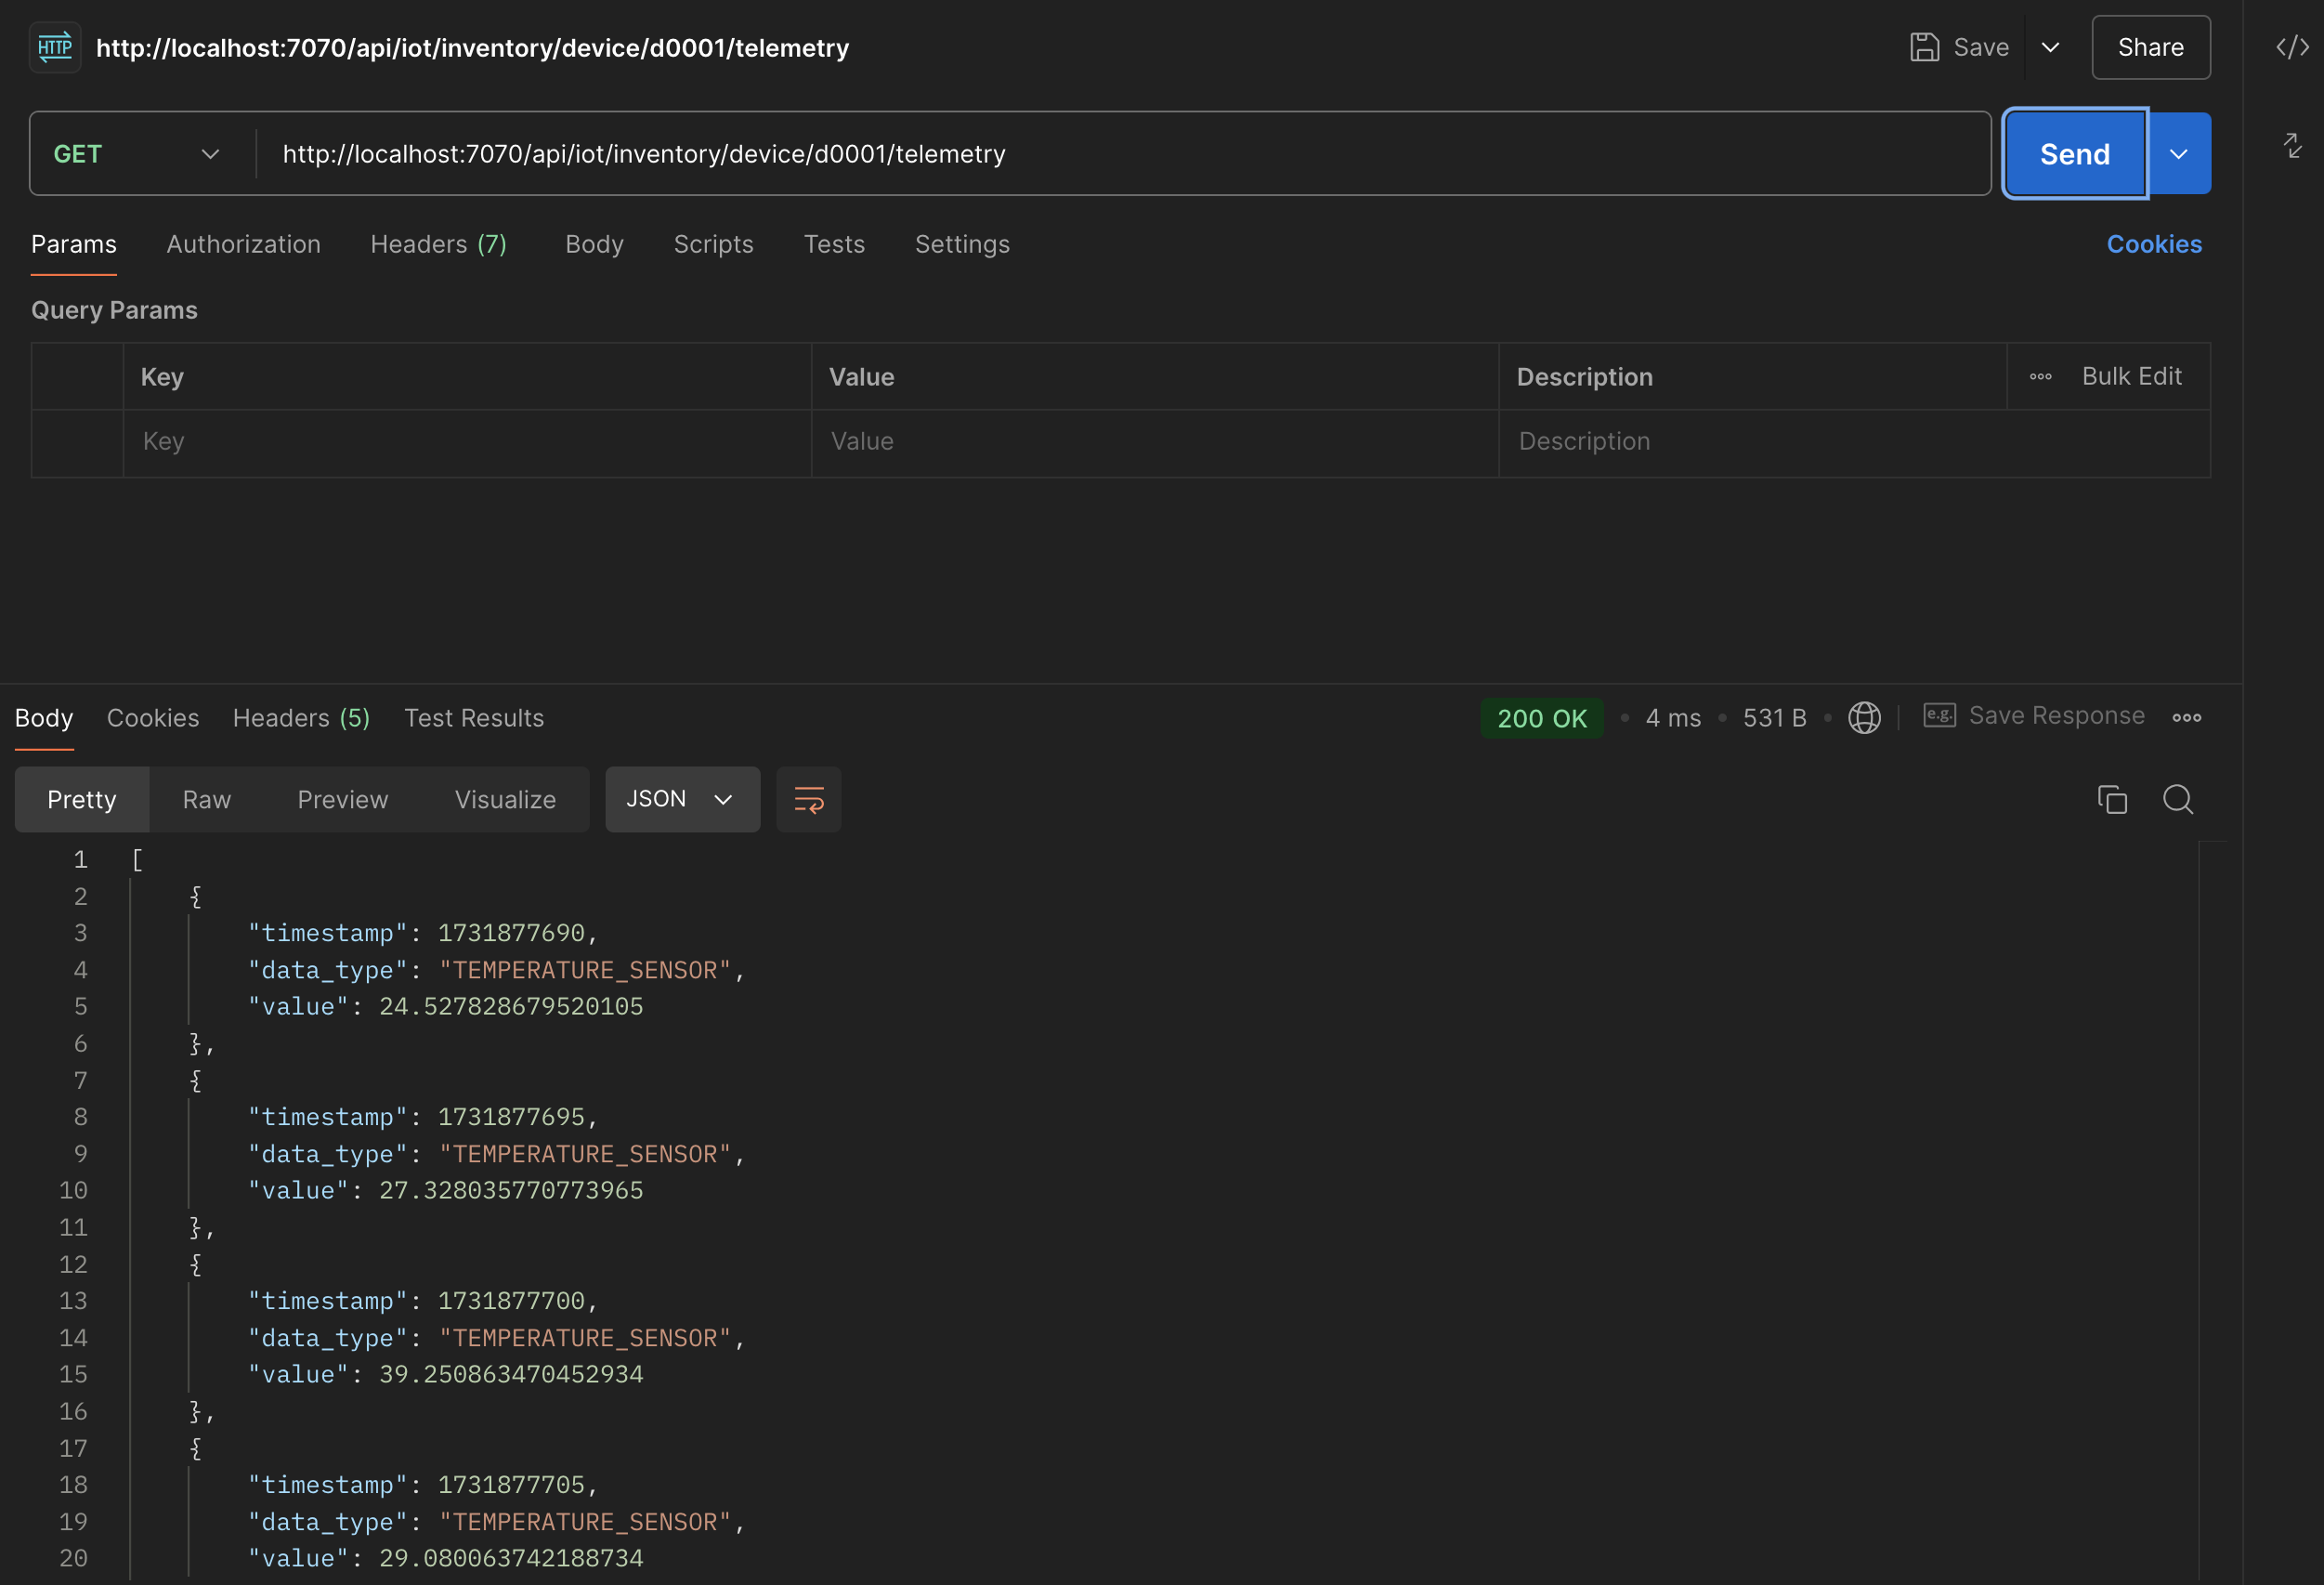 HTTP http://localhost:7070/api/iot/inventory/device/d0001/telemetry Save Share
GET http://localhost:7070/api/iot/inventory/device/d0001/telemetry Send
Params Authorization Headers (7) Body Scripts Tests Settings Cookies
Query Params
Key Value Description Bulk Edit
Key Value Description
Body Cookies Headers (5) Test Results 200 OK 4 ms 531 B e.g. Save Response
Pretty Raw Preview Visualize JSON
1 [
2 {
3 "timestamp": 1731877690,
4 "data_type": "TEMPERATURE_SENSOR",
5 "value": 24.527828679520105
6 },
7 {
8 "timestamp": 1731877695,
9 "data_type": "TEMPERATURE_SENSOR",
10 "value": 27.328035770773965
11 },
12 {
13 "timestamp": 1731877700,
14 "data_type": "TEMPERATURE_SENSOR",
15 "value": 39.250863470452934
16 },
17 {
18 "timestamp": 1731877705,
19 "data_type": "TEMPERATURE_SENSOR",
20 "value": 29.080063742188734